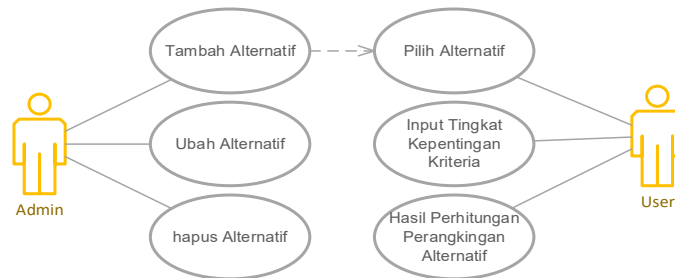 Tambah Alternatif
Pilih Alternatif
Ubah Alternatif
Input Tingkat
Kepentingan
Kriteria
Admin
User
hapus Alternatif
Hasil Perhitungan
Perangkingan
Alternatif